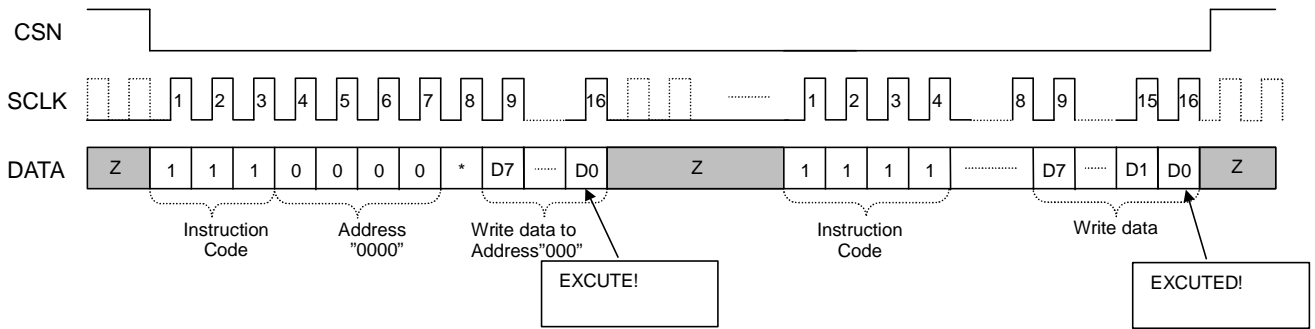 CSN
SCLK 1 2 3 4 5 6 7 8 9 16 1 2 3 4 8 9 15 16
DATA Z 1 1 1 0 0 0 0 * D7 ...... D0 Z 1 1 1 1 D7 ...... D1 D0 Z
Instruction
Code
Address
"0000"
Write data to
Address"000"
Instruction
Code
Write data
EXCUTE!
EXCUTED!